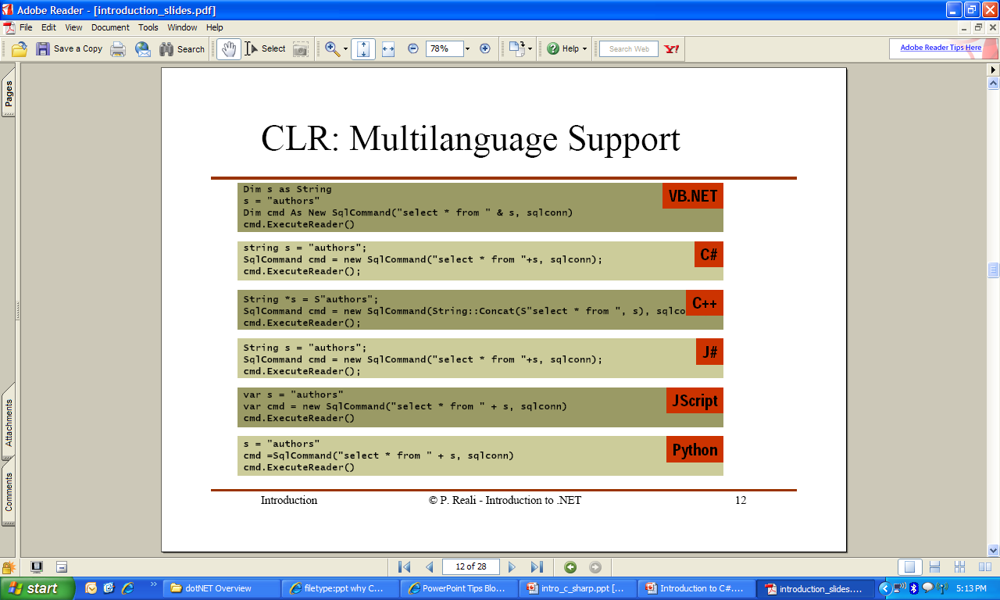 Adobe Reader - [introduction_slides.pdf]
File Edit View Document Tools Window Help
Save a Copy Search Select 78% Help Search Web Y! Adobe Reader Tips Here
Pages
CLR: Multilanguage Support
Dim s as String
s = "authors"
Dim cmd As New SqlCommand("select * from " & s, sqlconn)
cmd.ExecuteReader()
VB.NET
string s = "authors";
SqlCommand cmd = new SqlCommand("select * from "+s, sqlconn);
cmd.ExecuteReader();
C#
String *s = S"authors";
SqlCommand cmd = new SqlCommand(String::Concat(S"select * from ", s), sqlco
cmd.ExecuteReader();
C++
String s = "authors";
SqlCommand cmd = new SqlCommand("select * from "+s, sqlconn);
cmd.ExecuteReader();
J#
var s = "authors"
var cmd = new SqlCommand("select * from " + s, sqlconn)
cmd.ExecuteReader()
JScript
s = "authors"
cmd =SqlCommand("select * from " + s, sqlconn)
cmd.ExecuteReader()
Python
Introduction © P. Reali - Introduction to .NET 12
Attachments
Comments
12 of 28
start » dotNET Overview filetype:ppt why C... PowerPoint Tips Blo... intro_c_sharp.ppt [... Introduction to C#.... introduction_slides.... 5:13 PM